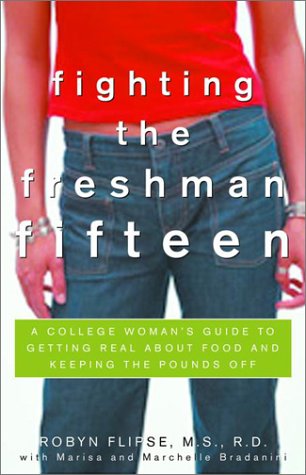 fighting
the
freshman
fifteen
A COLLEGE WOMAN'S GUIDE TO
GETTING REAL ABOUT FOOD AND
KEEPING THE POUNDS OFF
ROBYN FLIPSE, M.S., R.D.
with Marisa and Marchelle Bradanini